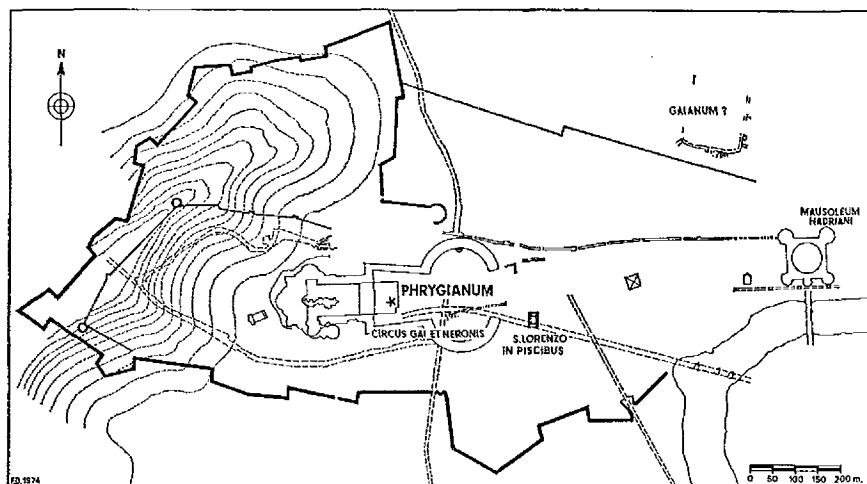 N
GAIANUM ?
MAUSOLEUM
HADRIANI
PHRYGIANUM
CIRCUS GAI ET NERONIS
S. LORENZO
IN PISCIBUS
F.D. 1974
0 50 100 150 200 m.